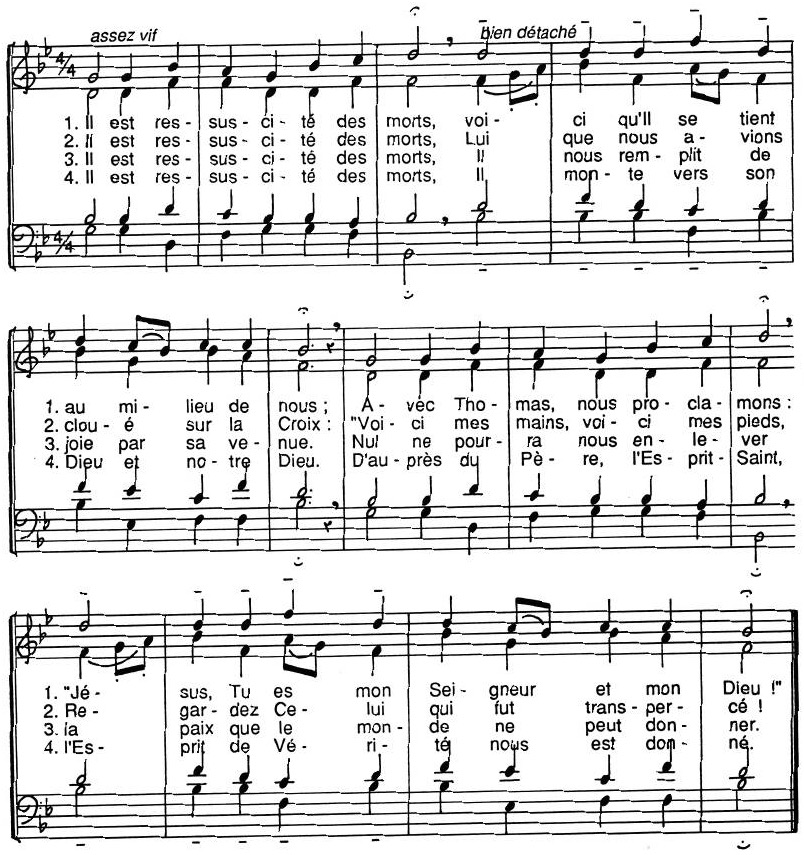 assez vif
bien détaché
4/4
1. Il est res- sus- ci- té des morts, voi- ci qu'Il se tient
2. Il est res- sus- ci- té des morts, Lui que nous a- vions
3. Il est res- sus- ci- té des morts, Il nous rem- plit de
4. Il est res- sus- ci- té des morts, Il, mon- te vers son
4/4
1. au mi- lieu de nous ; A- vec Tho- mas, nous pro- cla- mons :
2. clou- é sur la Croix : "Voi- ci mes mains, voi- ci mes pieds,
3. joie par sa ve- nue. Nul ne pour- ra nous en- le- ver
4. Dieu et no- tre Dieu. D'au- près du Pè- re, l'Es- prit- Saint,
1. "Jé- sus, Tu es mon Sei- gneur et mon Dieu !"
2. Re- gar- dez Ce- lui qui fut trans- per- cé !
3. la paix que le mon- de ne peut don- ner.
4. l'Es- prit de Vé- ri- té nous est don- né.